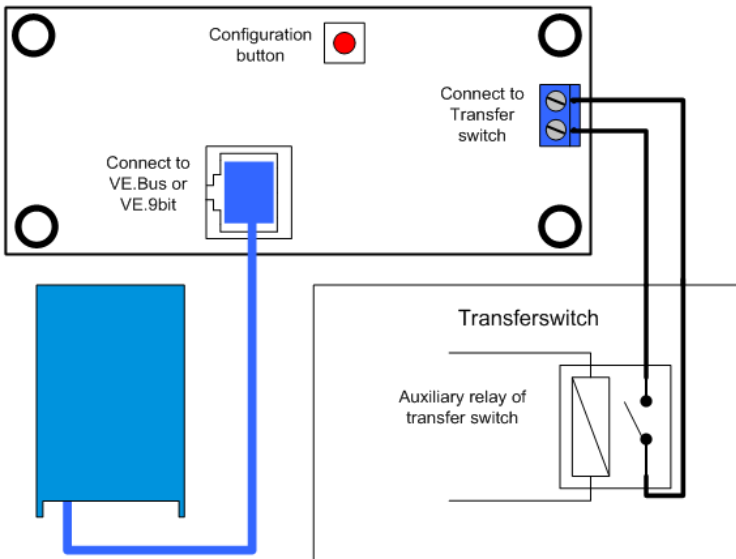 Configuration
button
Connect to
Transfer
switch
Connect to
VE.Bus or
VE.9bit
Transferswitch
Auxiliary relay of
transfer switch